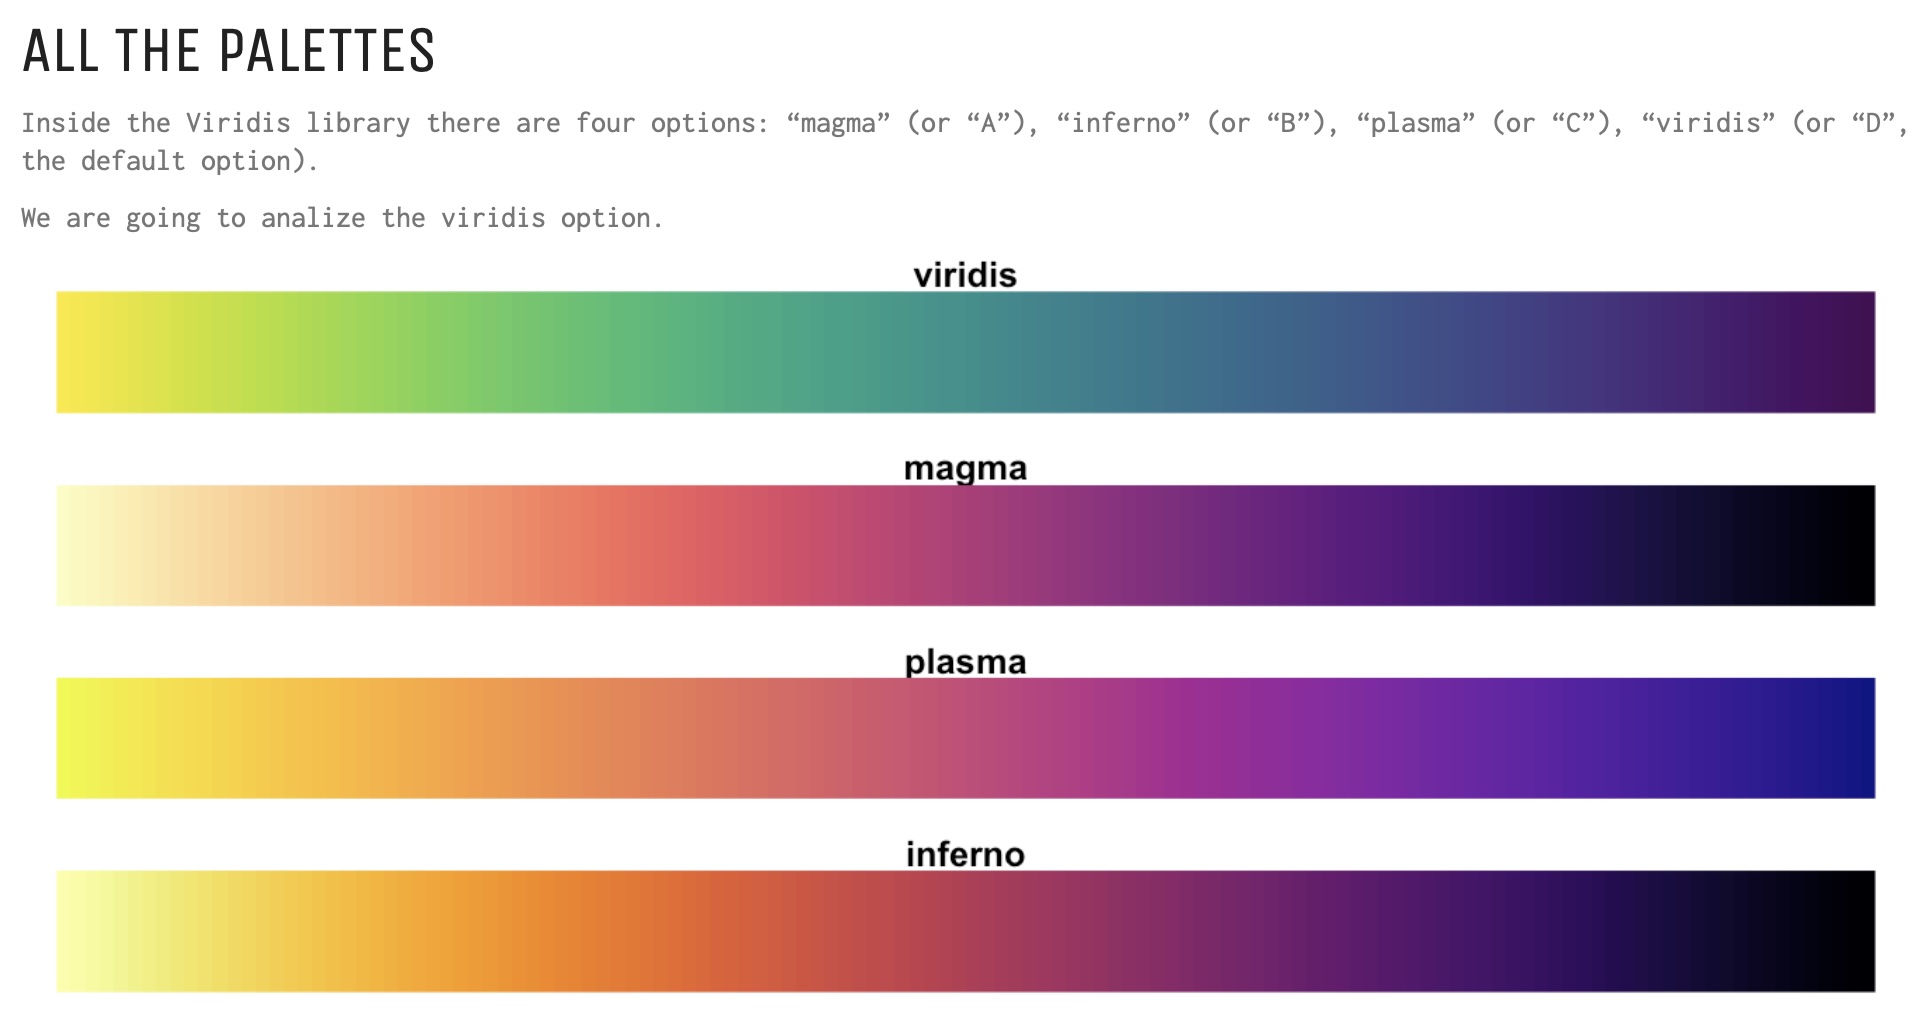 ALL THE PALETTES
Inside the Viridis library there are four options: “magma” (or “A”), “inferno” (or “B”), “plasma” (or “C”), “viridis” (or “D”,
the default option).
We are going to analize the viridis option.
viridis
magma
plasma
inferno